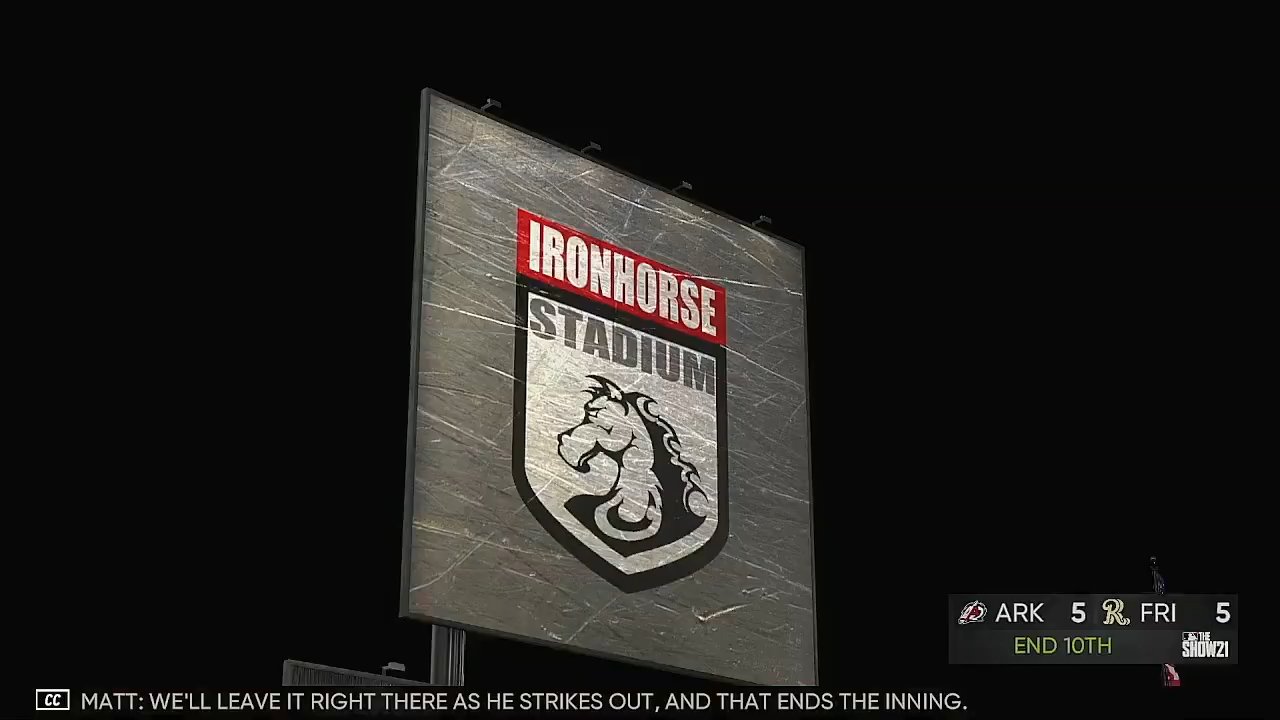 IRONHORSE
STADIUM
ARK 5 R FRI 5
END 10TH
THE
SHOW21
CC MATT: WE'LL LEAVE IT RIGHT THERE AS HE STRIKES OUT, AND THAT ENDS THE INNING.